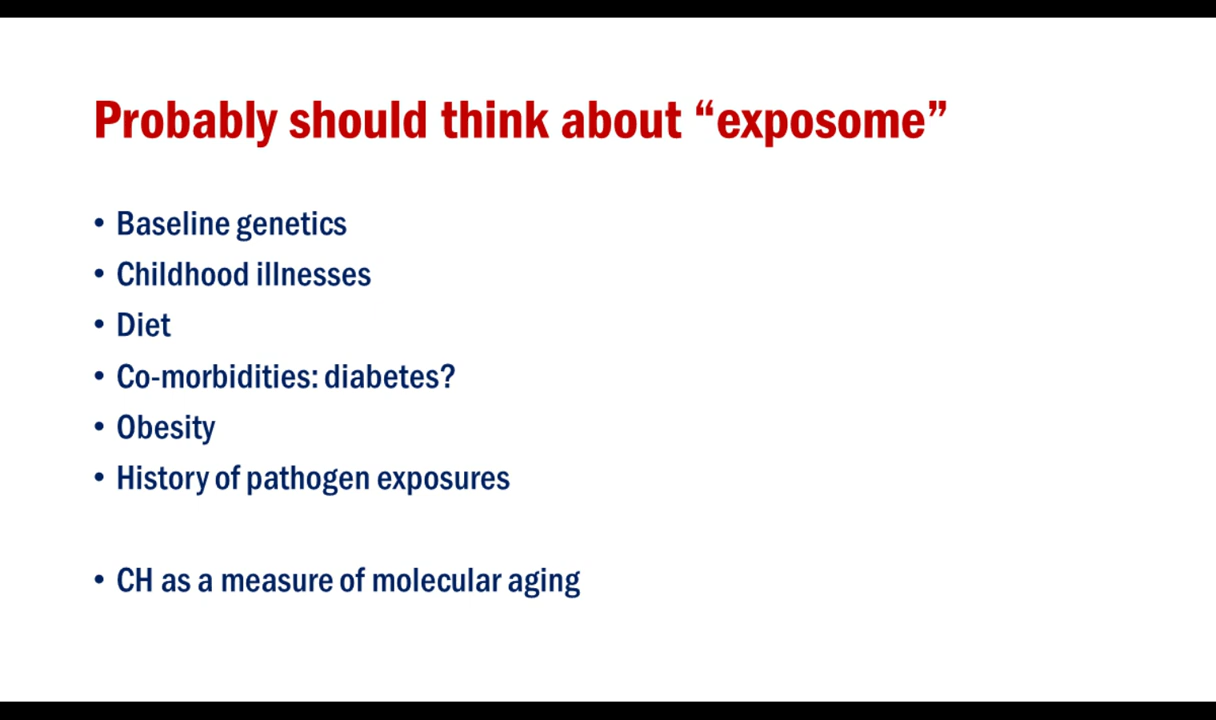 Probably should think about “exposome”
• Baseline genetics
• Childhood illnesses
• Diet
• Co-morbidities: diabetes?
• Obesity
• History of pathogen exposures
• CH as a measure of molecular aging